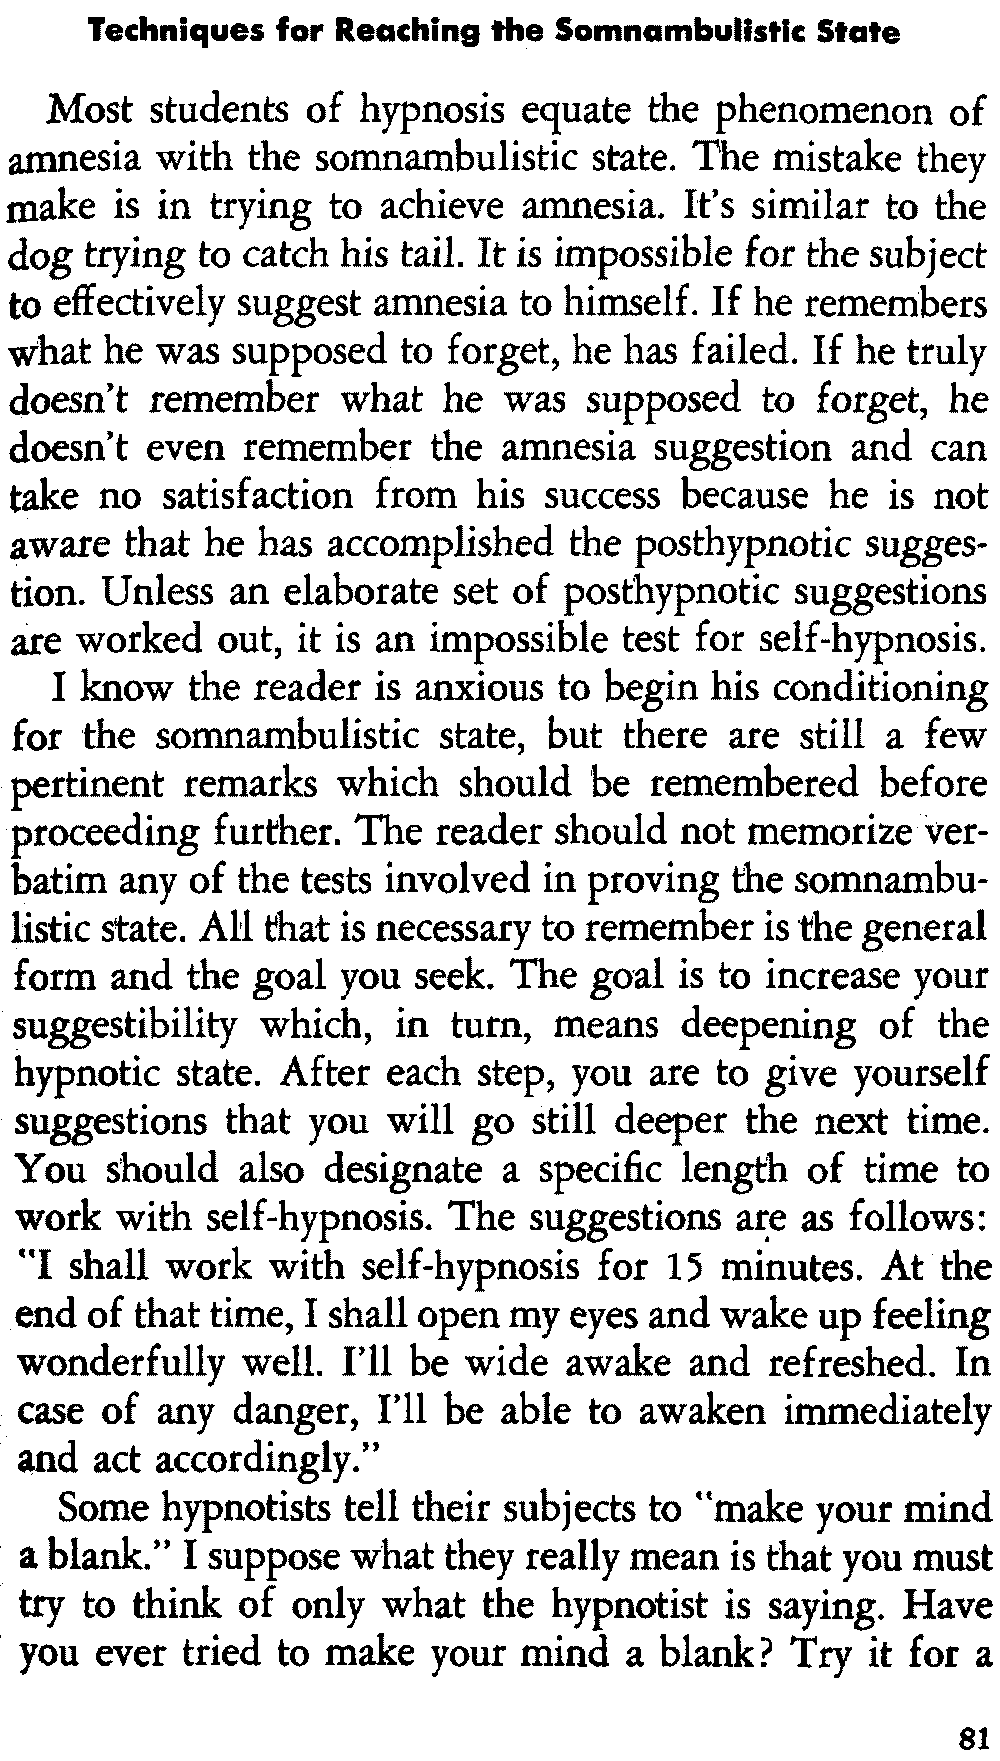 Techniques for Reaching the Somnambulistic State
Most students of hypnosis equate the phenomenon of
amnesia with the somnambulistic state. The mistake they
make is in trying to achieve amnesia. It's similar to the
dog trying to catch his tail. It is impossible for the subject
to effectively suggest amnesia to himself. If he remembers
what he was supposed to forget, he has failed. If he truly
doesn't remember what he was supposed to forget, he
doesn't even remember the amnesia suggestion and can
take no satisfaction from his success because he is not
aware that he has accomplished the posthypnotic sugges-
tion. Unless an elaborate set of posthypnotic suggestions
are worked out, it is an impossible test for self-hypnosis.
I know the reader is anxious to begin his conditioning
for the somnambulistic state, but there are still a few
pertinent remarks which should be remembered before
proceeding further. The reader should not memorize ver-
batim any of the tests involved in proving the somnambu-
listic state. All that is necessary to remember is the general
form and the goal you seek. The goal is to increase your
suggestibility which, in turn, means deepening of the
hypnotic state. After each step, you are to give yourself
suggestions that you will go still deeper the next time.
You should also designate a specific length of time to
work with self-hypnosis. The suggestions are as follows:
"I shall work with self-hypnosis for 15 minutes. At the
end of that time, I shall open my eyes and wake up feeling
wonderfully well. I'll be wide awake and refreshed. In
case of any danger, I'll be able to awaken immediately
and act accordingly."
Some hypnotists tell their subjects to "make your mind
a blank." I suppose what they really mean is that you must
try to think of only what the hypnotist is saying. Have
you ever tried to make your mind a blank? Try it for a
81